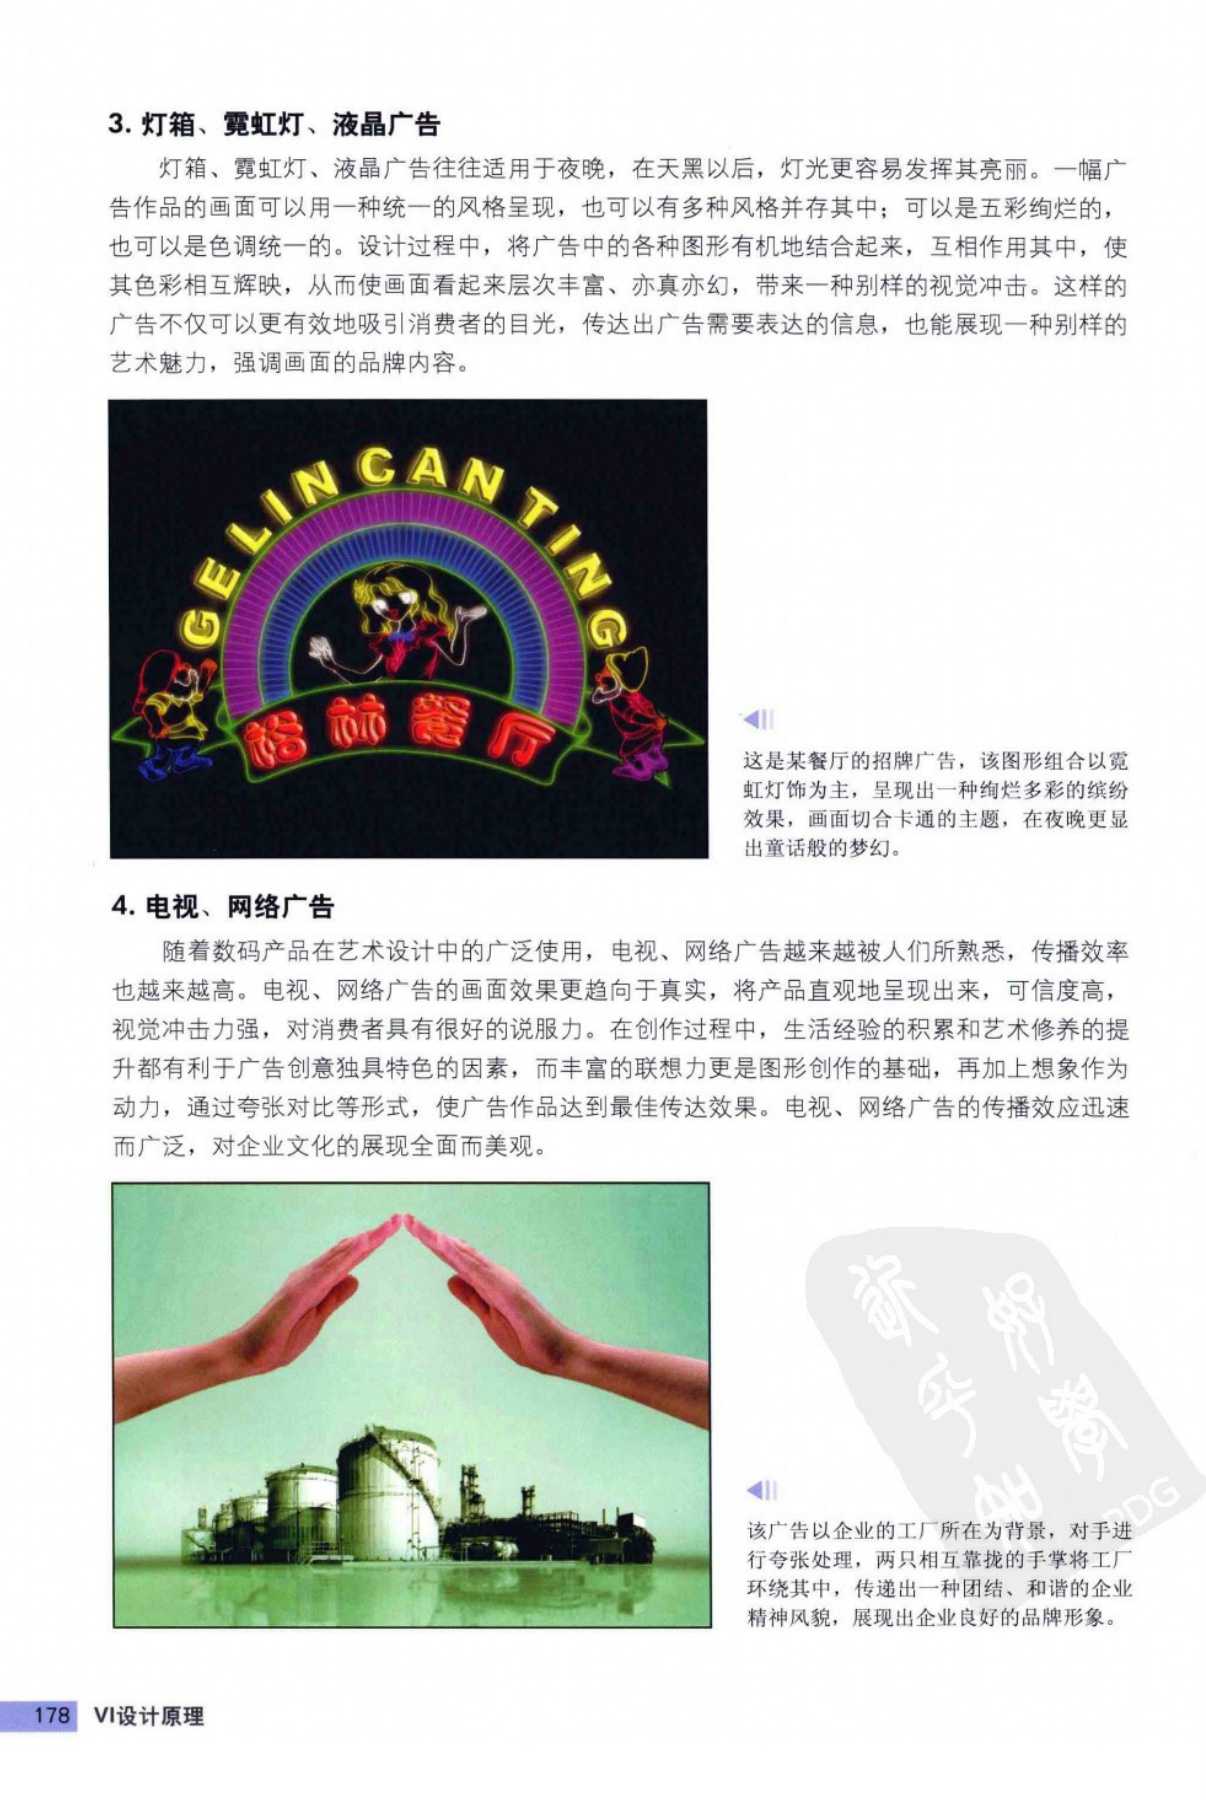 3. 灯箱、霓虹灯、液晶广告
灯箱、霓虹灯、液晶广告往往适用于夜晚，在天黑以后，灯光更容易发挥其亮丽。一幅广
告作品的画面可以用一种统一的风格呈现，也可以有多种风格并存其中；可以是五彩绚烂的，
也可以是色调统一的。设计过程中，将广告中的各种图形有机地结合起来，互相作用其中，使
其色彩相互辉映，从而使画面看起来层次丰富、亦真亦幻，带来一种别样的视觉冲击。这样的
广告不仅可以更有效地吸引消费者的目光，传达出广告需要表达的信息，也能展现一种别样的
艺术魅力，强调画面的品牌内容。
GELIN CAN TING
格林餐厅
这是某餐厅的招牌广告，该图形组合以霓
虹灯饰为主，呈现出一种绚烂多彩的缤纷
效果，画面切合卡通的主题，在夜晚更显
出童话般的梦幻。
4. 电视、网络广告
随着数码产品在艺术设计中的广泛使用，电视、网络广告越来越被人们所熟悉，传播效率
也越来越高。电视、网络广告的画面效果更趋向于真实，将产品直观地呈现出来，可信度高，
视觉冲击力强，对消费者具有很好的说服力。在创作过程中，生活经验的积累和艺术修养的提
升都有利于广告创意独具特色的因素，而丰富的联想力更是图形创作的基础，再加上想象作为
动力，通过夸张对比等形式，使广告作品达到最佳传达效果。电视、网络广告的传播效应迅速
而广泛，对企业文化的展现全面而美观。
PDG
该广告以企业的工厂所在为背景，对手进
行夸张处理，两只相互靠拢的手掌将工厂
环绕其中，传递出一种团结、和谐的企业
精神风貌，展现出企业良好的品牌形象。
178 VI设计原理